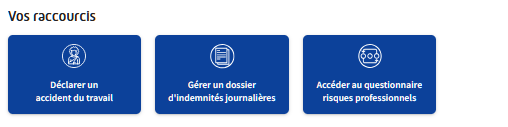 Vos raccourcis
Déclarer un
accident du travail
Gérer un dossier
d'indemnités journalières
Accéder au questionnaire
risques professionnels